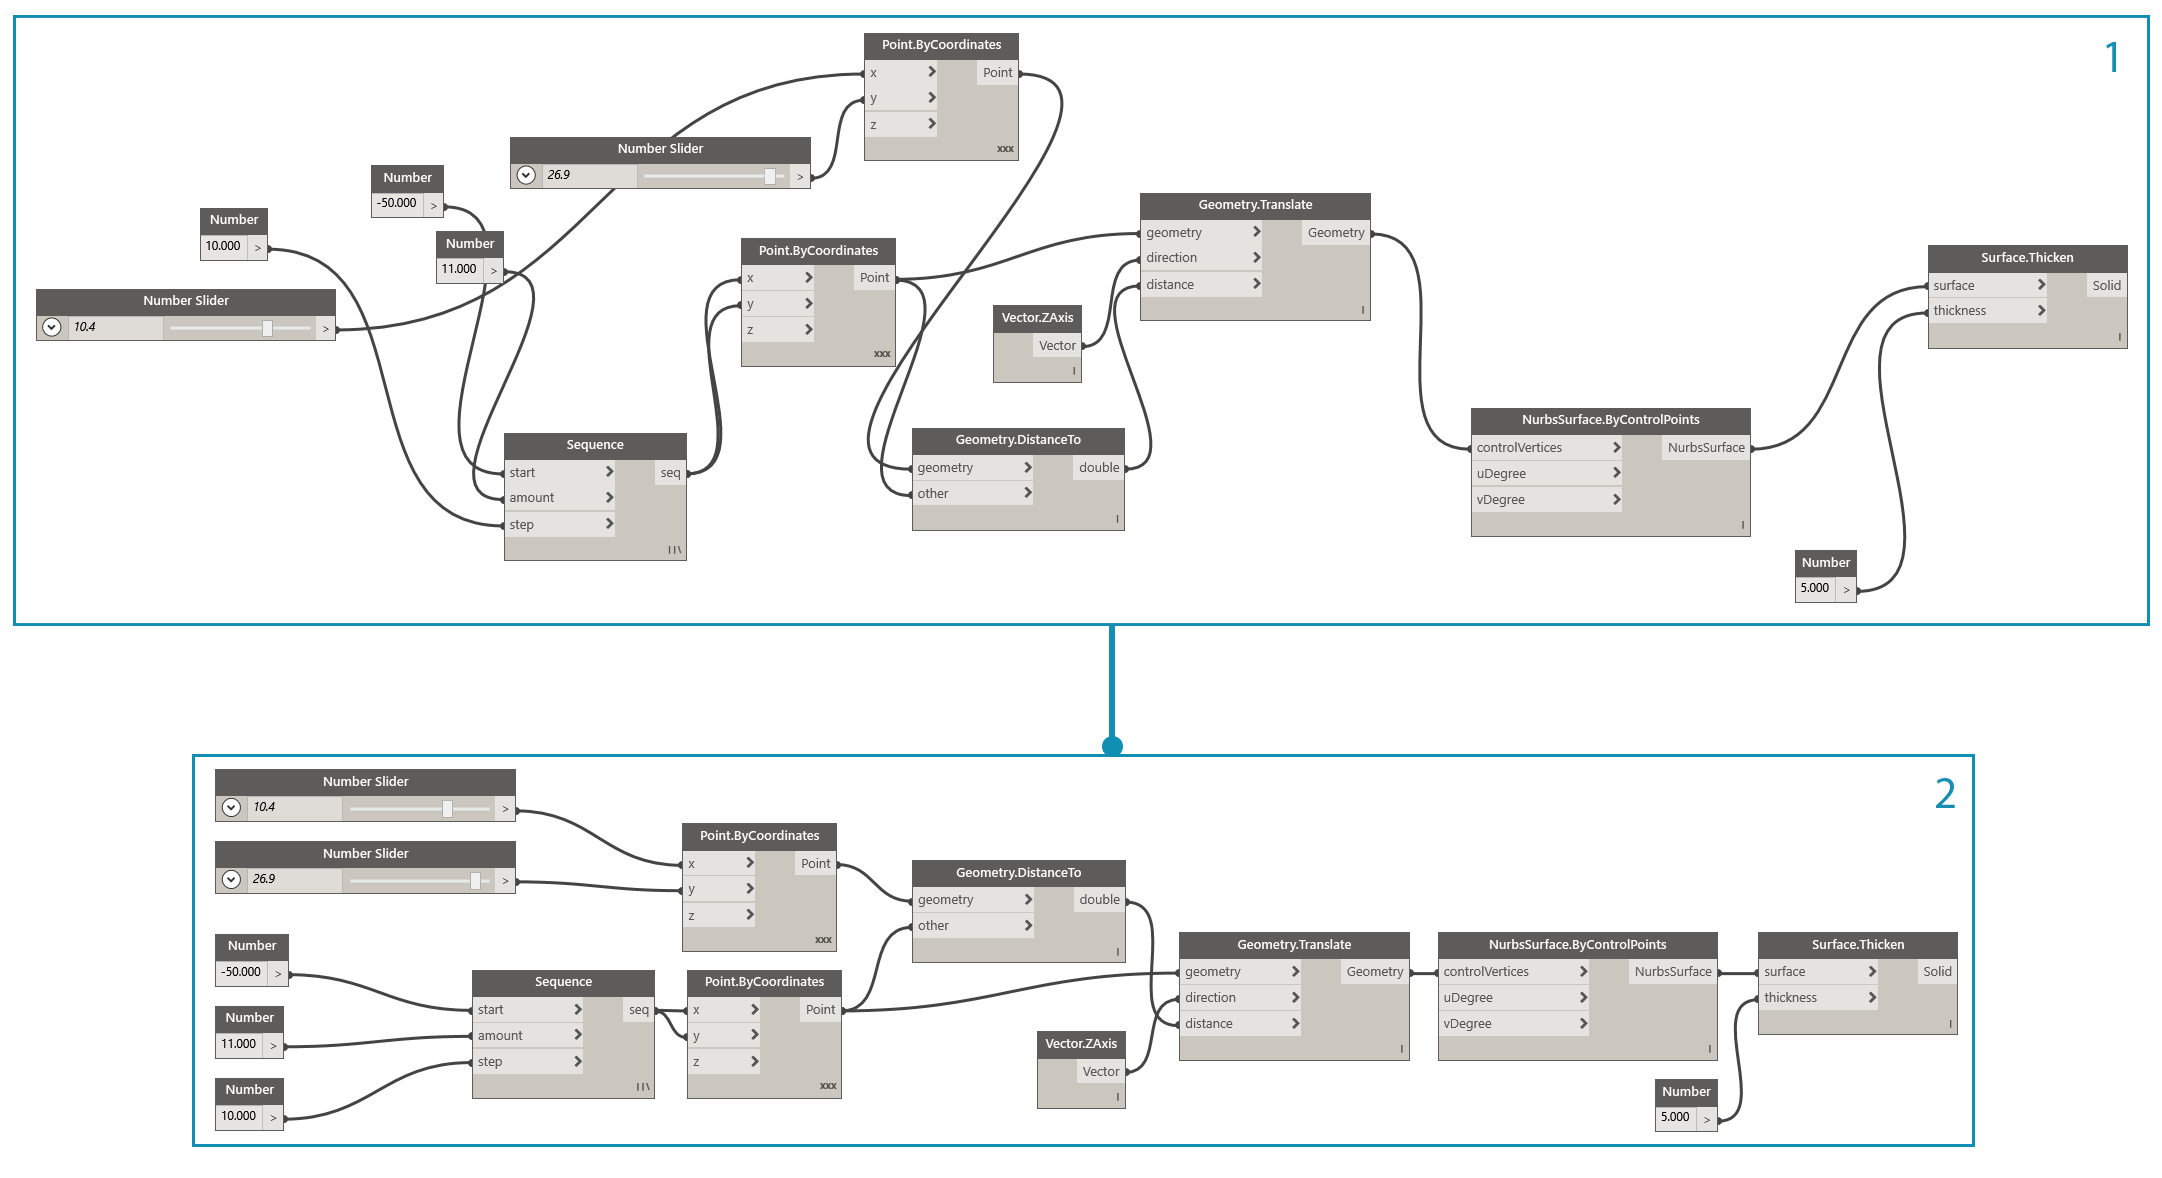 1
Point.ByCoordinates
x > Point
y >
z >
xxx
Number Slider
26.9 >
Number
-50.000 >
Number
10.000 >
Number
11.000 >
Number Slider
10.4 >
Point.ByCoordinates
x > Point
y >
z >
xxx
Geometry.Translate
geometry > Geometry
direction >
distance >
I
Vector.ZAxis
Vector
I
Surface.Thicken
surface > Solid
thickness >
I
Sequence
start > seq
amount >
step >
I I \
Geometry.DistanceTo
geometry > double
other >
I
NurbsSurface.ByControlPoints
controlVertices > NurbsSurface
uDegree >
vDegree >
I
Number
5.000 >
2
Number Slider
10.4 >
Number Slider
26.9 >
Point.ByCoordinates
x > Point
y >
z >
xxx
Geometry.DistanceTo
geometry > double
other >
I
Number
-50.000 >
Number
11.000 >
Number
10.000 >
Sequence
start > seq
amount >
step >
I I \
Point.ByCoordinates
x > Point
y >
z >
xxx
Vector.ZAxis
Vector
I
Geometry.Translate
geometry > Geometry
direction >
distance >
I
NurbsSurface.ByControlPoints
controlVertices > NurbsSurface
uDegree >
vDegree >
I
Surface.Thicken
surface > Solid
thickness >
I
Number
5.000 >